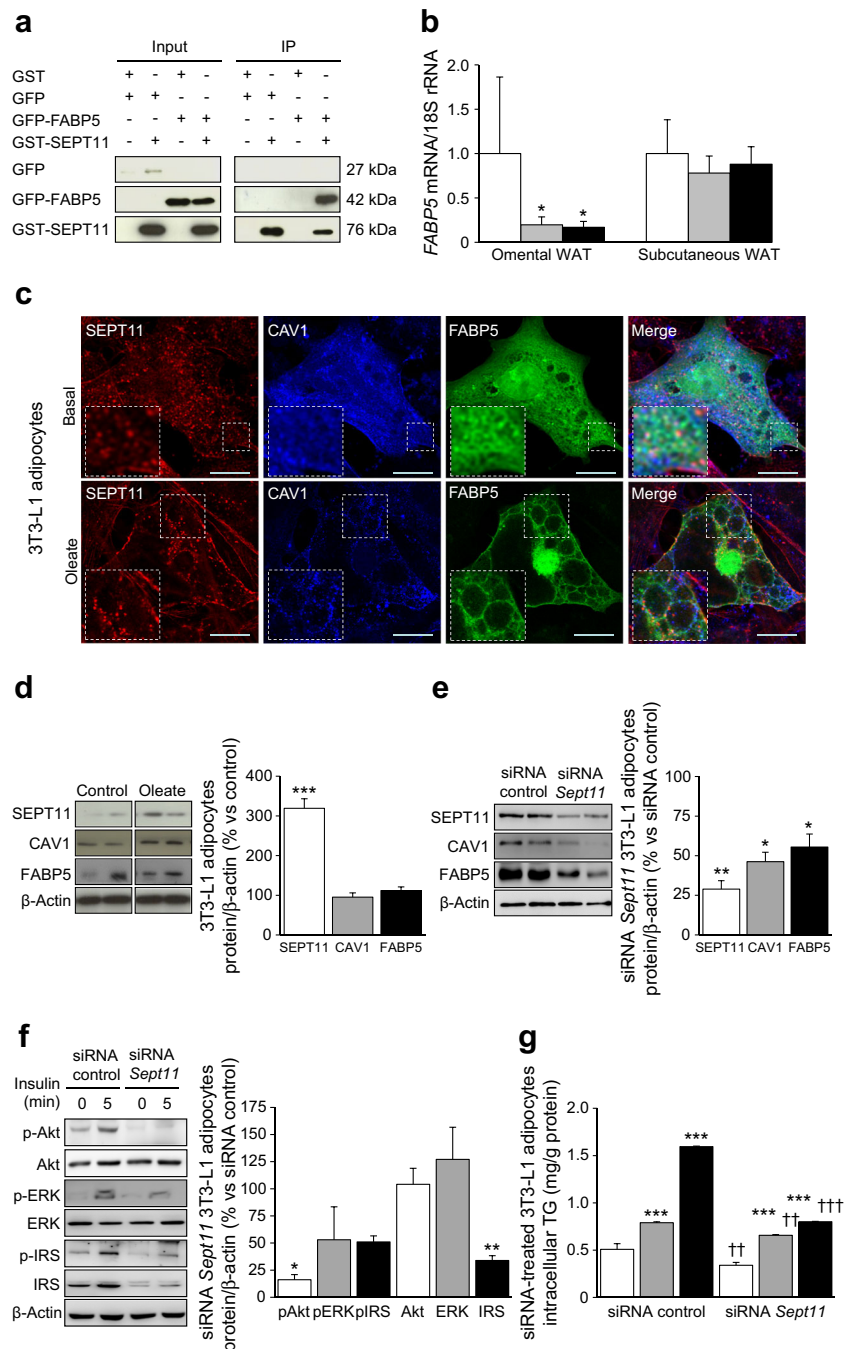 a
Input IP
GST + - + - + - + -
GFP + + - - + + - -
GFP-FABP5 - - + + - - + +
GST-SEPT11 - + - + - + - +
GFP 27 kDa
GFP-FABP5 42 kDa
GST-SEPT11 76 kDa
b
FABP5 mRNA/18S rRNA
2.0
1.5
1.0
0.5
0
* *
Omental WAT Subcutaneous WAT
c
3T3-L1 adipocytes
Basal
SEPT11 CAV1 FABP5 Merge
Oleate
SEPT11 CAV1 FABP5 Merge
d
Control Oleate
SEPT11
CAV1
FABP5
β-Actin
3T3-L1 adipocytes
protein/β-actin (% vs control)
400
300
200
100
0
***
SEPT11 CAV1 FABP5
e
siRNA control siRNA Sept11
SEPT11
CAV1
FABP5
β-Actin
siRNA Sept11 3T3-L1 adipocytes
protein/β-actin (% vs siRNA control)
100
75
50
25
0
** * *
SEPT11 CAV1 FABP5
f
siRNA control siRNA Sept11
Insulin (min) 0 5 0 5
p-Akt
Akt
p-ERK
ERK
p-IRS
IRS
β-Actin
siRNA Sept11 3T3-L1 adipocytes
protein/β-actin (% vs siRNA control)
175
150
125
100
75
50
25
0
* **
pAkt pERK pIRS Akt ERK IRS
g
siRNA-treated 3T3-L1 adipocytes
intracellular TG (mg/g protein)
2.0
1.5
1.0
0.5
0
*** *** †† *** †† *** †††
siRNA control siRNA Sept11